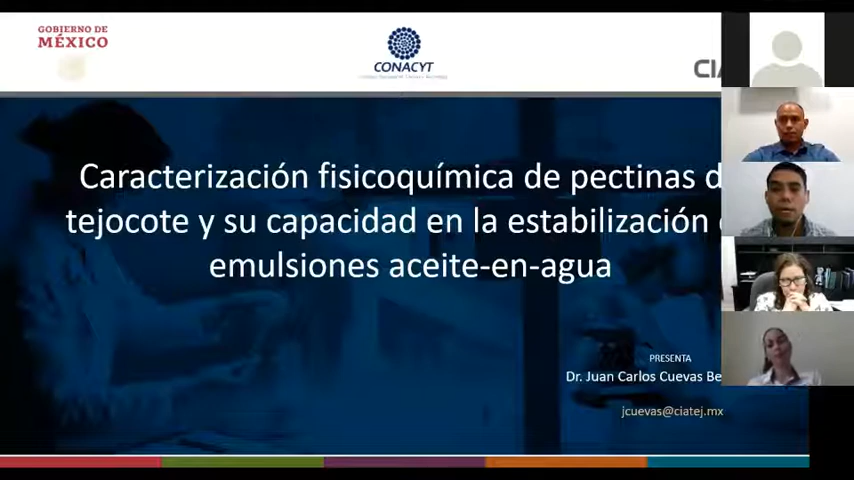 GOBIERNO DE
MÉXICO
CONACYT
CIA
Caracterización fisicoquímica de pectinas d
tejocote y su capacidad en la estabilización
emulsiones aceite-en-agua
PRESENTA
Dr. Juan Carlos Cuevas Be
jcuevas@ciatej.mx